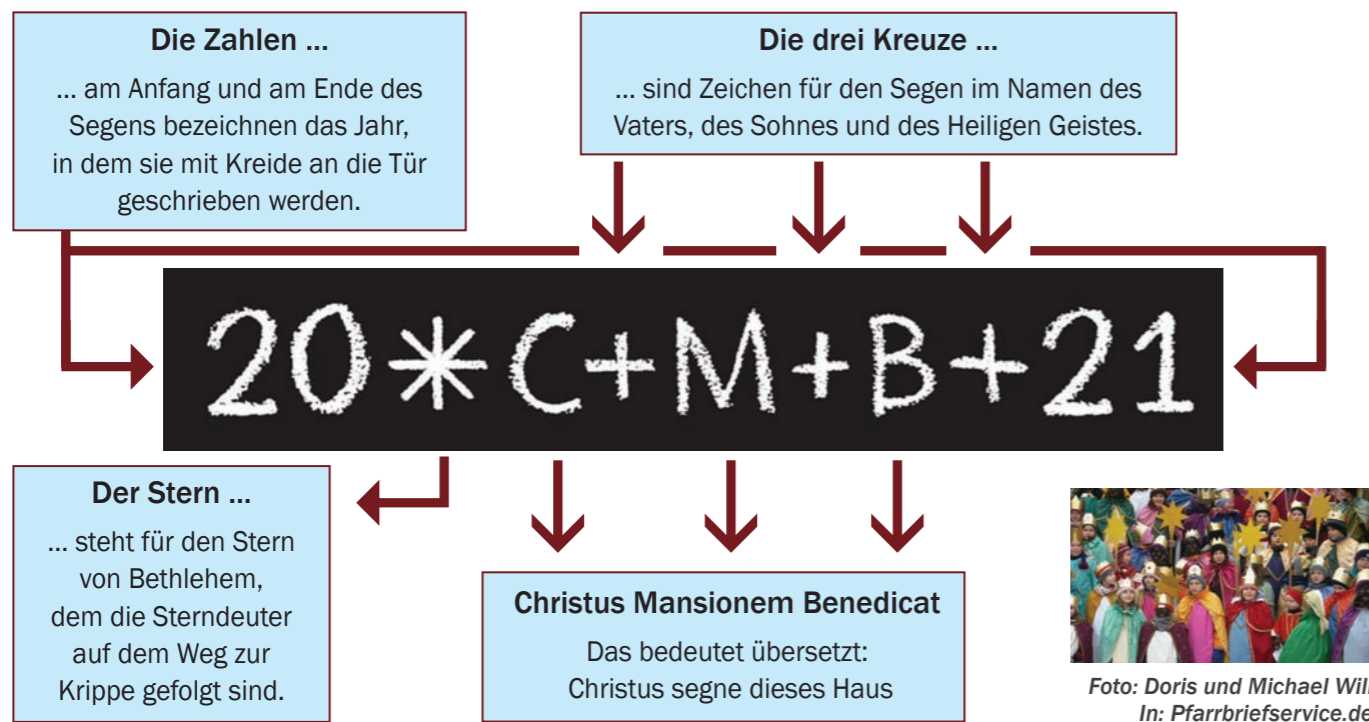 Die Zahlen ...
... am Anfang und am Ende des
Segens bezeichnen das Jahr,
in dem sie mit Kreide an die Tür
geschrieben werden.
Die drei Kreuze ...
... sind Zeichen für den Segen im Namen des
Vaters, des Sohnes und des Heiligen Geistes.
20*C+M+B+21
Der Stern ...
... steht für den Stern
von Bethlehem,
dem die Sterndeuter
auf dem Weg zur
Krippe gefolgt sind.
Christus Mansionem Benedicat
Das bedeutet übersetzt:
Christus segne dieses Haus
Foto: Doris und Michael
In: Pfarrbriefservice.de